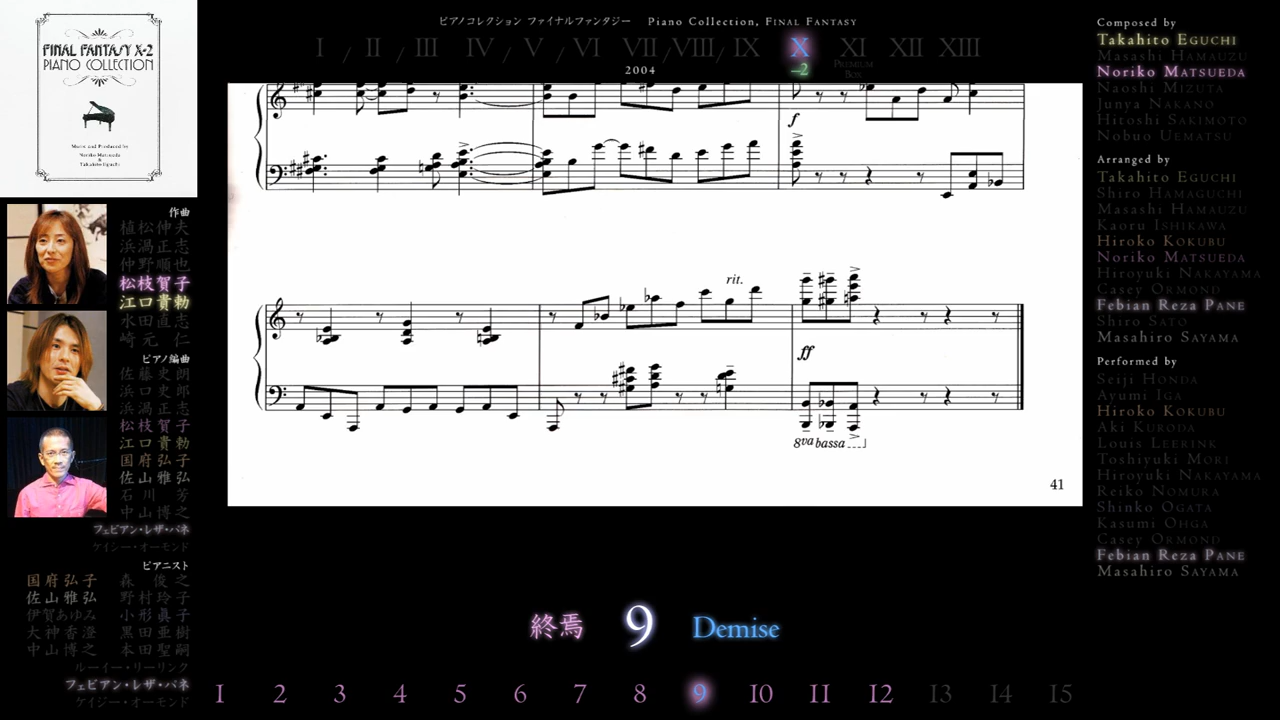 ピアノコレクション ファイナルファンタジー Piano Collection, FINAL FANTASY
I / II / III IV / V / VI VII / VIII / IX X XI XII XIII
-2
PREMIUM
BOX
2004
FINAL FANTASY X-2
PIANO COLLECTION
Music and Produced by
Noriko Matsueda
&
Takahito Eguchi
作曲
植松伸夫
浜渦正志
仲野順也
松枝賀子
江口貴勅
水田直志
崎元仁
ピアノ編曲
佐藤史朗
浜口史郎
浜渦正志
松枝賀子
江口貴勅
国府弘子
佐山雅弘
石川芳
中山博之
フェビアン・レザ・パネ
ケイシー・オーモンド
ピアニスト
国府弘子 森俊之
佐山雅弘 野村玲子
伊賀あゆみ 小形眞子
大神香澄 黒田亜樹
中山博之 本田聖嗣
ルーイー・リーリンク
フェビアン・レザ・パネ
ケイジー・オーモンド
f
rit.
ff
8va bassa
41
終焉 9 Demise
1 2 3 4 5 6 7 8 9 10 11 12 13 14 15
Composed by
Takahito EGUCHI
Masashi HAMAUZU
Noriko MATSUEDA
Naoshi MIZUTA
Junya NAKANO
Hitoshi SAKIMOTO
Nobuo UEMATSU
Arranged by
Takahito EGUCHI
Shiro HAMAGUCHI
Masashi HAMAUZU
Kaoru ISHIKAWA
Hiroko KOKUBU
Noriko MATSUEDA
Hiroyuki NAKAYAMA
Casey ORMOND
Febian Reza PANE
Shiro SATO
Masahiro SAYAMA
Performed by
Seiji HONDA
Ayumi IGA
Hiroko KOKUBU
Aki KURODA
Louis LEERINK
Toshiyuki MORI
Hiroyuki NAKAYAMA
Reiko NOMURA
Shinko OGATA
Kasumi OHGA
Casey ORMOND
Febian Reza PANE
Masahiro SAYAMA